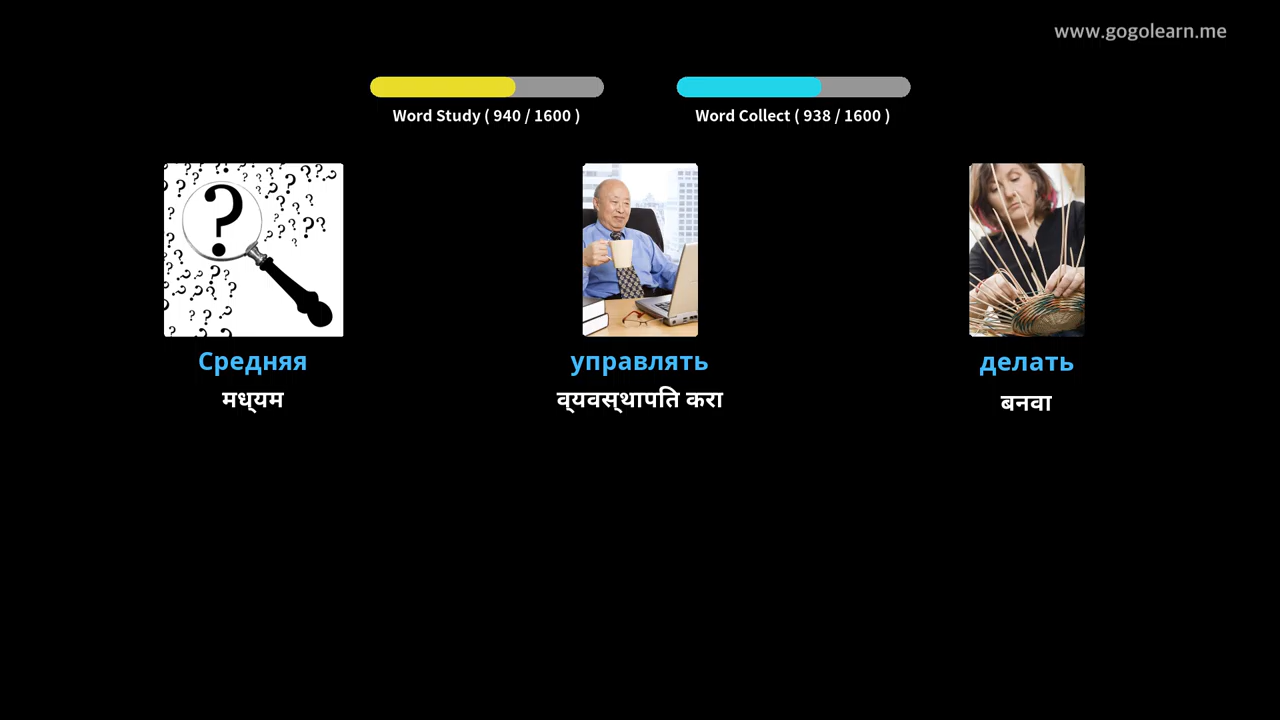 www.gogolearn.me
Word Study ( 940 / 1600 )
Word Collect ( 938 / 1600 )
Средняя
управлять
делать
मध्यम
व्यवस्थापति करा
बनवा